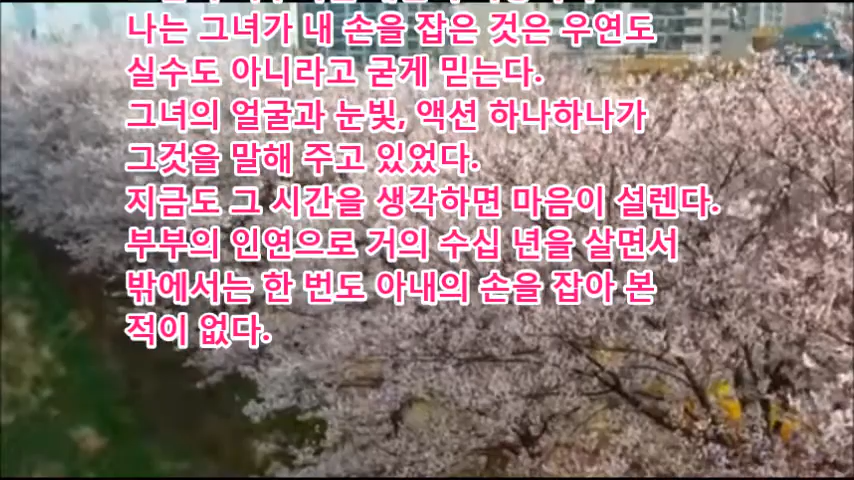 나는 그녀가 내 손을 잡은 것은 우연도
실수도 아니라고 굳게 믿는다.
그녀의 얼굴과 눈빛, 액션 하나하나가
그것을 말해 주고 있었다.
지금도 그 시간을 생각하면 마음이 설렌다.
부부의 인연으로 거의 수십 년을 살면서
밖에서는 한 번도 아내의 손을 잡아 본
적이 없다.